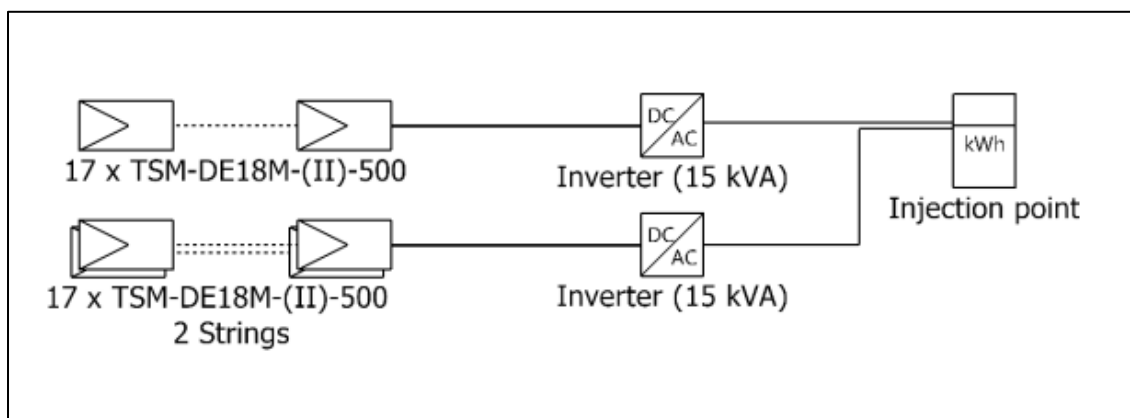 DC
AC
17 x TSM-DE18M-(II)-500
Inverter (15 kVA)
kWh
Injection point
DC
AC
17 x TSM-DE18M-(II)-500
2 Strings
Inverter (15 kVA)